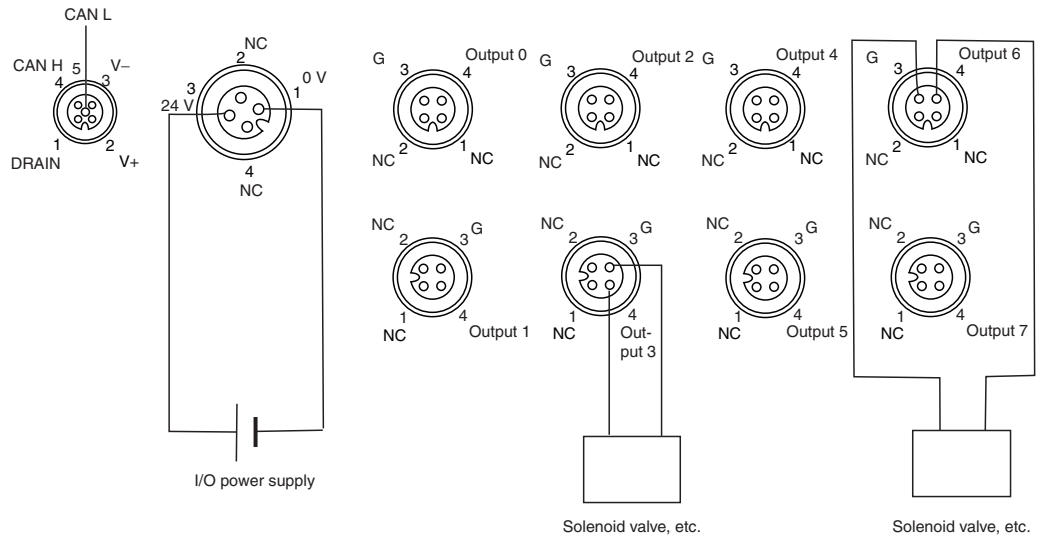 CAN L
CAN H
5
V–
4
3
1
2
DRAIN
V+
NC
2
0 V
3
1
24 V
4
NC
I/O power supply
G
Output 0
3
4
NC
2
1
NC
Output 2
3
4
NC
2
1
NC
G
Output 4
3
4
NC
2
1
NC
G
Output 6
3
4
NC
2
1
NC
NC
G
2
3
1
4
NC
Output 1
NC
G
2
3
1
4
NC
Out-
put 3
NC
G
2
3
1
4
NC
Output 5
NC
G
2
3
1
4
NC
Output 7
Solenoid valve, etc.
Solenoid valve, etc.